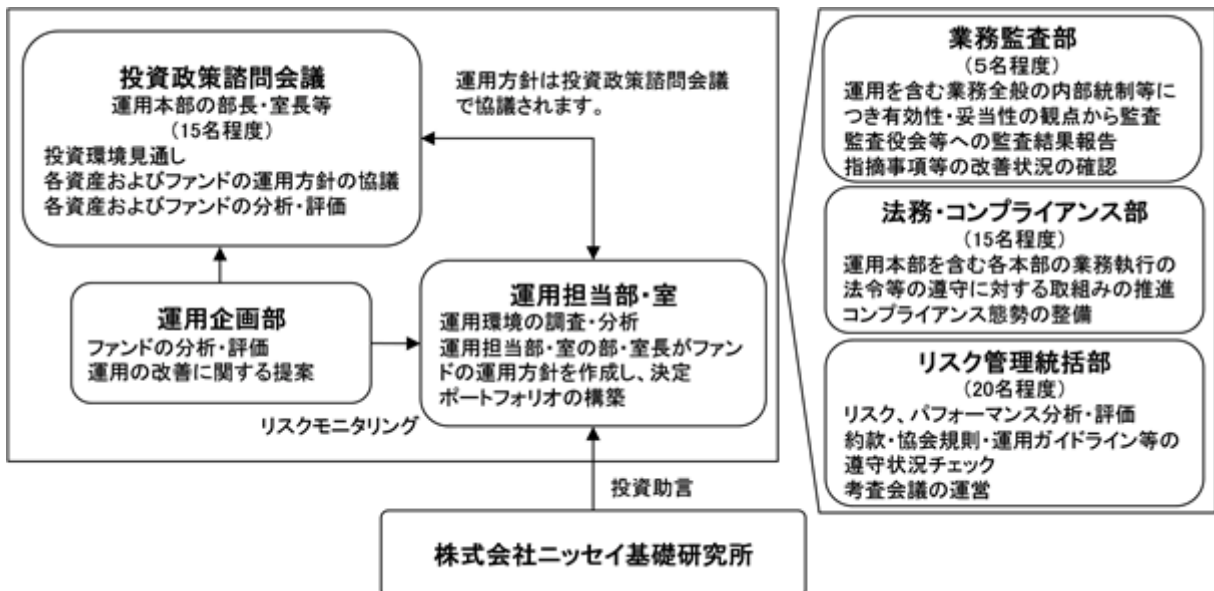 投資政策諮問会議
運用本部の部長・室長等
(15名程度)
投資環境見通し
各資産およびファンドの運用方針の協議
各資産およびファンドの分析・評価
運用方針は投資政策諮問会議
で協議されます。
運用企画部
ファンドの分析・評価
運用の改善に関する提案
リスクモニタリング
運用担当部・室
運用環境の調査・分析
運用担当部・室の部・室長がファン
ドの運用方針を作成し、決定
ポートフォリオの構築
投資助言
株式会社ニッセイ基礎研究所
業務監査部
(5名程度)
運用を含む業務全般の内部統制等に
つき有効性・妥当性の観点から監査
監査役会等への監査結果報告
指摘事項等の改善状況の確認
法務・コンプライアンス部
(15名程度)
運用本部を含む各本部の業務執行の
法令等の遵守に対する取組みの推進
コンプライアンス態勢の整備
リスク管理統括部
(20名程度)
リスク、パフォーマンス分析・評価
約款・協会規則・運用ガイドライン等の
遵守状況チェック
考査会議の運営